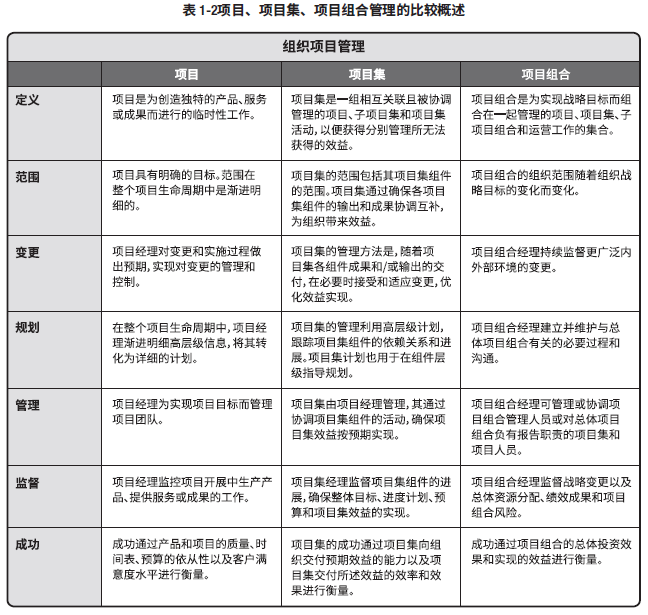 表 1-2项目、项目集、项目组合管理的比较概述
组织项目管理
项目
项目集
项目组合
定义
项目是为创造独特的产品、服务
或成果而进行的临时性工作。
项目集是一组相互关联且被协调
管理的项目、子项目集和项目集
活动，以便获得分别管理所无法
获得的效益。
项目组合是为实现战略目标而组
合在一起管理的项目、项目集、子
项目组合和运营工作的集合。
范围
项目具有明确的目标。范围在
整个项目生命周期中是渐进明
细的。
项目集的范围包括其项目集组件
的范围。项目集通过确保各项目
集组件的输出和成果协调互补，
为组织带来效益。
项目组合的组织范围随着组织战
略目标的变化而变化。
变更
项目经理对变更和实施过程做
出预期，实现对变更的管理和
控制。
项目集的管理方法是，随着项
目集各组件成果和/或输出的交
付，在必要时接受和适应变更，优
化效益实现。
项目组合经理持续监督更广泛内
外部环境的变更。
规划
在整个项目生命周期中，项目经
理渐进明细高层级信息，将其转
化为详细的计划。
项目集的管理利用高层级计划，
跟踪项目集组件的依赖关系和进
展。项目集计划也用于在组件层
级指导规划。
项目组合经理建立并维护与总
体项目组合有关的必要过程和
沟通。
管理
项目经理为实现项目目标而管理
项目团队。
项目集由项目经理管理，其通过
协调项目集组件的活动，确保项
目集效益按预期实现。
项目组合经理可管理或协调项
目组合管理人员或对总体项目
组合负有报告职责的项目集和
项目人员。
监督
项目经理监控项目开展中生产产
品、提供服务或成果的工作。
项目集经理监督项目集组件的进
展，确保整体目标、进度计划、预
算和项目集效益的实现。
项目组合经理监督战略变更以及
总体资源分配、绩效成果和项目
组合风险。
成功
成功通过产品和项目的质量、时
间表、预算的依从性以及客户满
意度水平进行衡量。
项目集的成功通过项目集向组
织交付预期效益的能力以及项
目集交付所述效益的效率和效
果进行衡量。
成功通过项目组合的总体投资效
果和实现的效益进行衡量。